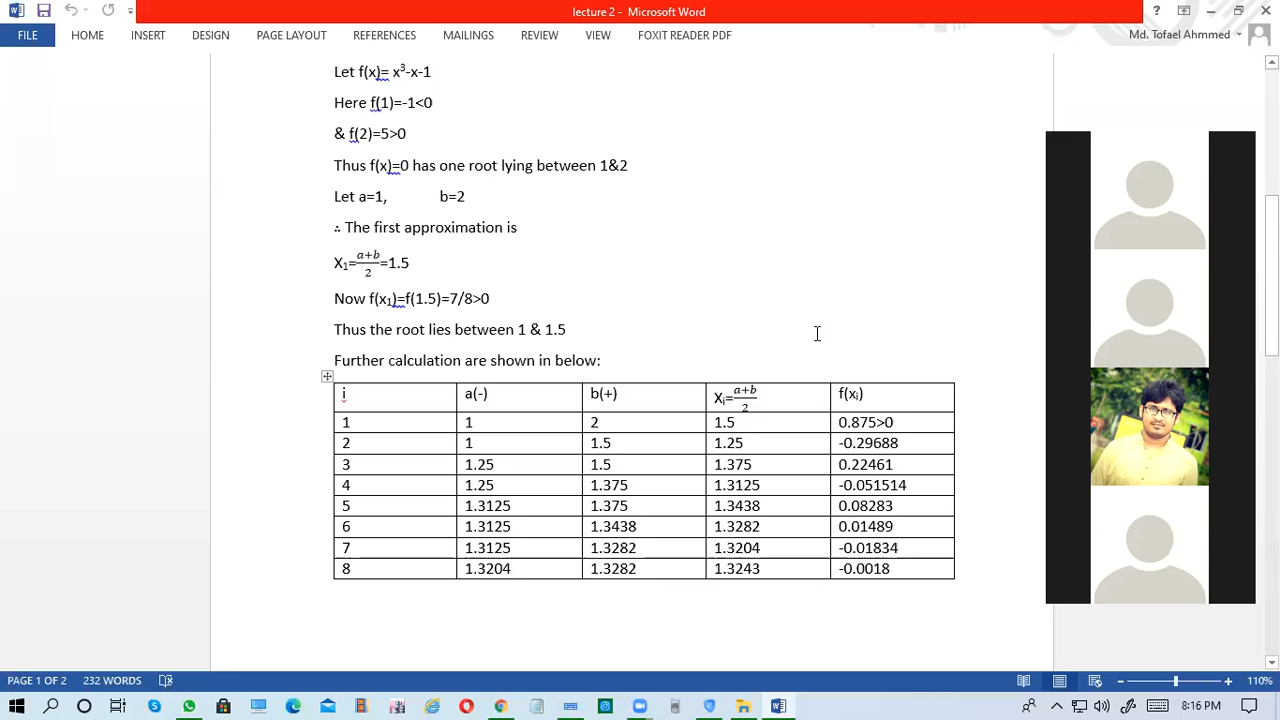 lecture 2 - Microsoft Word
?
Md. Tofael Ahmmed
FILE HOME INSERT DESIGN PAGE LAYOUT REFERENCES MAILINGS REVIEW VIEW FOXIT READER PDF
Let f(x)= x³-x-1
Here f(1)=-1<0
& f(2)=5>0
Thus f(x)=0 has one root lying between 1&2
Let a=1, b=2
∴ The first approximation is
X₁=(a+b)/2=1.5
Now f(x₁)=f(1.5)=7/8>0
Thus the root lies between 1 & 1.5
Further calculation are shown in below:
i a(-) b(+) Xᵢ=(a+b)/2 f(xᵢ)
1 1 2 1.5 0.875>0
2 1 1.5 1.25 -0.29688
3 1.25 1.5 1.375 0.22461
4 1.25 1.375 1.3125 -0.051514
5 1.3125 1.375 1.3438 0.08283
6 1.3125 1.3438 1.3282 0.01489
7 1.3125 1.3282 1.3204 -0.01834
8 1.3204 1.3282 1.3243 -0.0018
PAGE 1 OF 2 232 WORDS 110%
8:16 PM